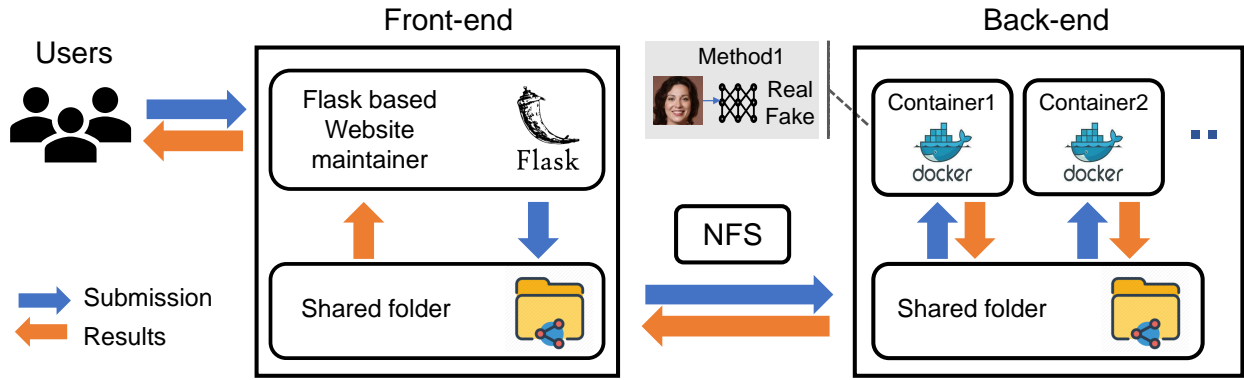 Users
Front-end
Back-end
Flask based
Website
maintainer
Flask
Method1
Real
Fake
Container1
docker
Container2
docker
NFS
Submission
Results
Shared folder
Shared folder